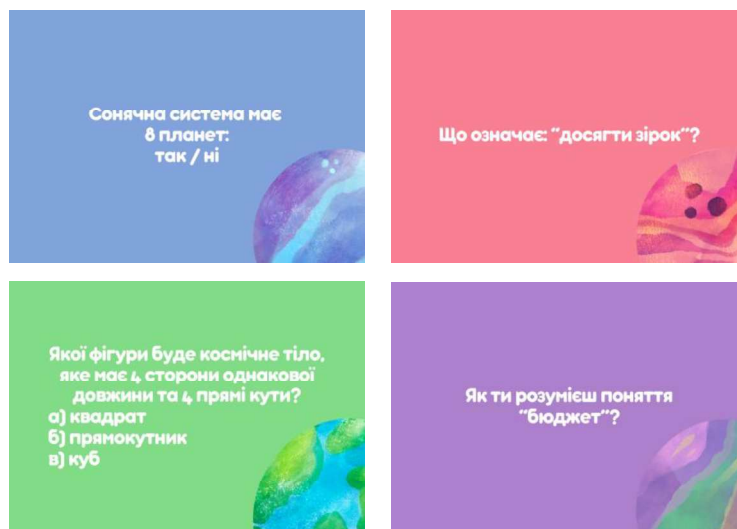 Сонячна система має
8 планет:
так / ні
Що означає: “досягти зірок”?
Якої фігури буде космічне тіло,
яке має 4 сторони однакової
довжини та 4 прямі кути?
а) квадрат
б) прямокутник
в) куб
Як ти розумієш поняття
“бюджет”?